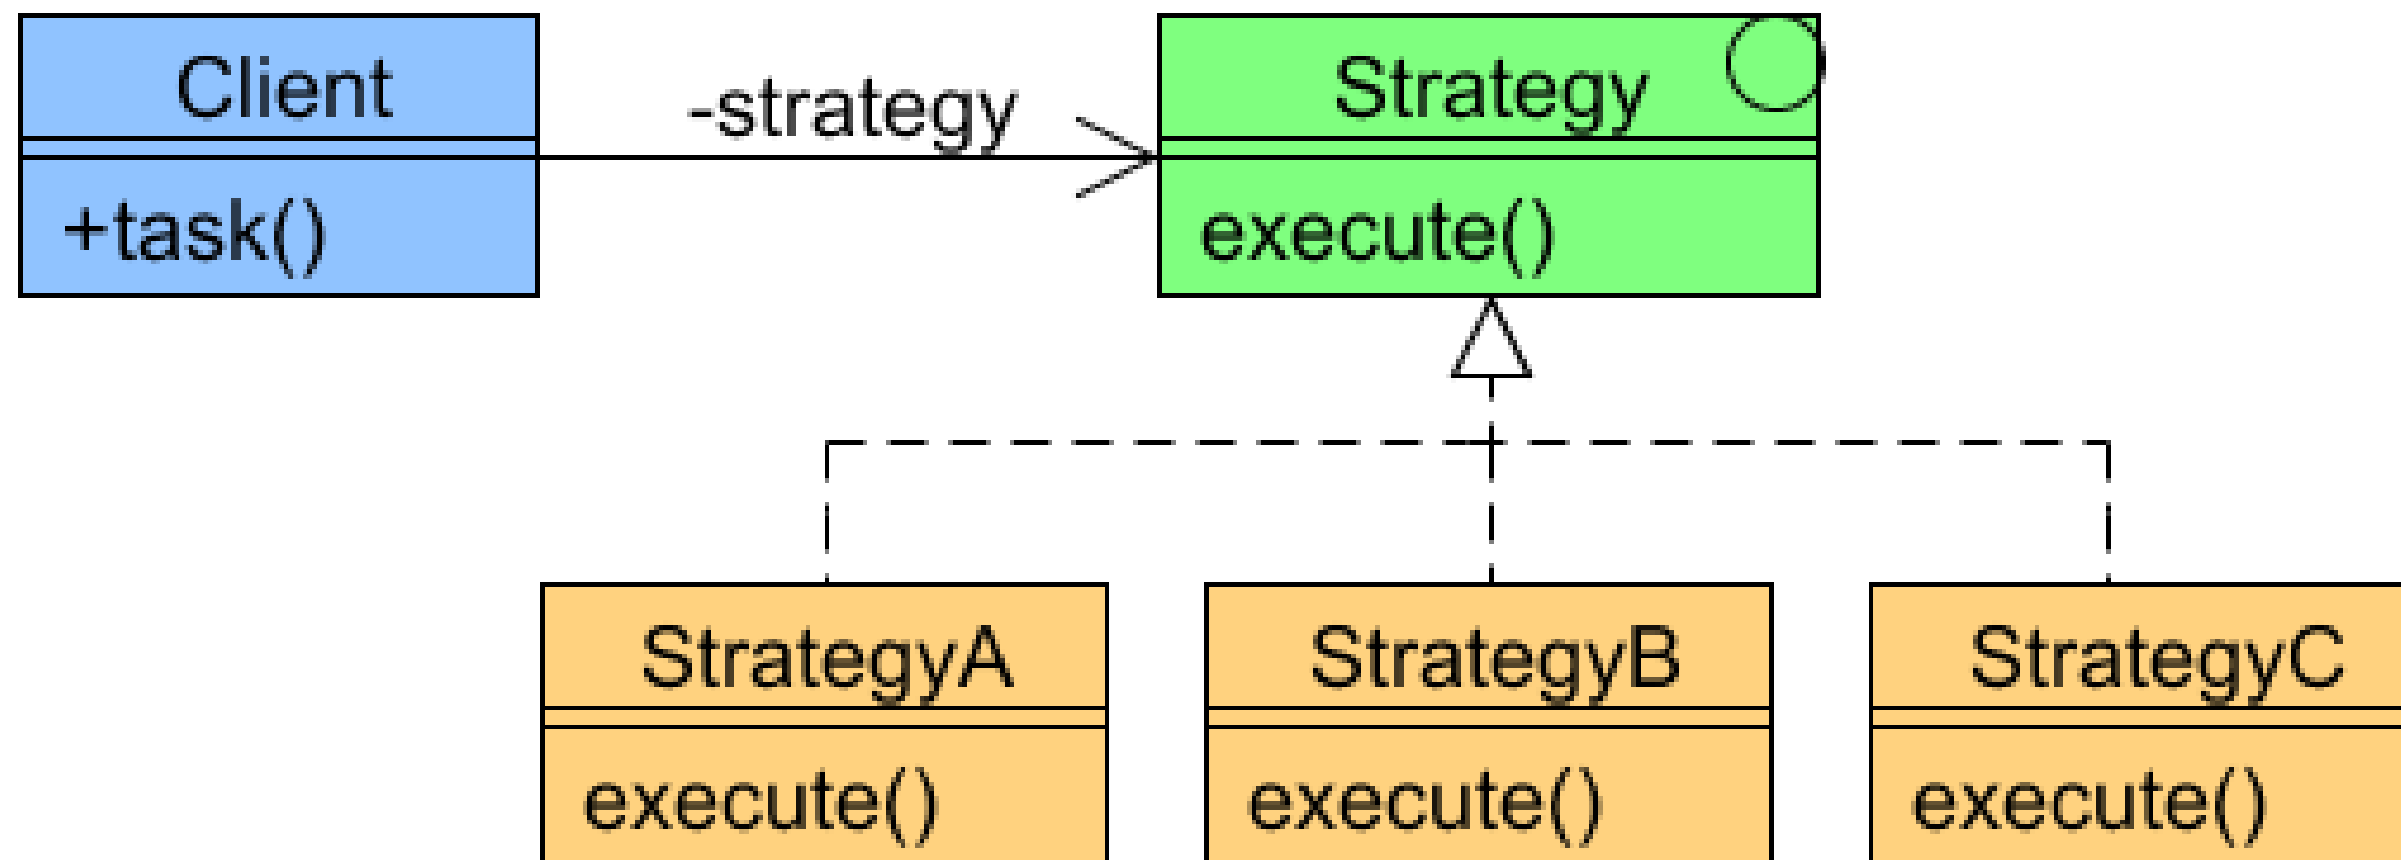 Client
+task()
-strategy
Strategy
execute()
StrategyA
execute()
StrategyB
execute()
StrategyC
execute()